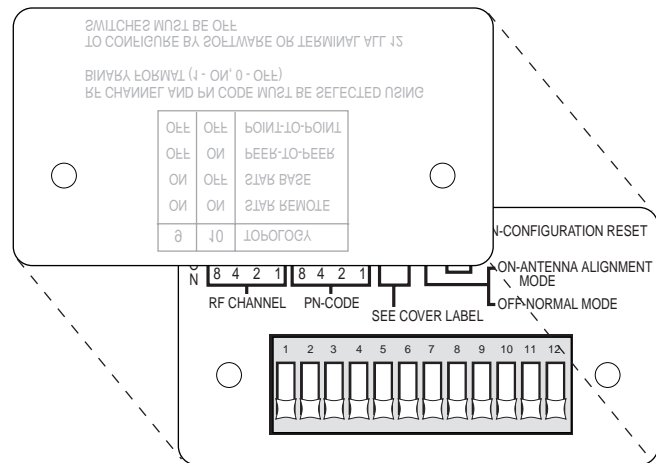 9 10 TOPOLOGY
ON ON STAR REMOTE
ON OFF STAR BASE
OFF ON PEER-TO-PEER
OFF OFF POINT-TO-POINT
RF CHANNEL AND PN CODE MUST BE SELECTED USING
BINARY FORMAT (1 - ON, 0 - OFF)
TO CONFIGURE BY SOFTWARE OR TERMINAL ALL 12
SWITCHES MUST BE OFF
N-CONFIGURATION RESET
ON-ANTENNA ALIGNMENT
MODE
OFF-NORMAL MODE
N
8 4 2 1 8 4 2 1
RF CHANNEL PN-CODE
SEE COVER LABEL
1 2 3 4 5 6 7 8 9 10 11 12